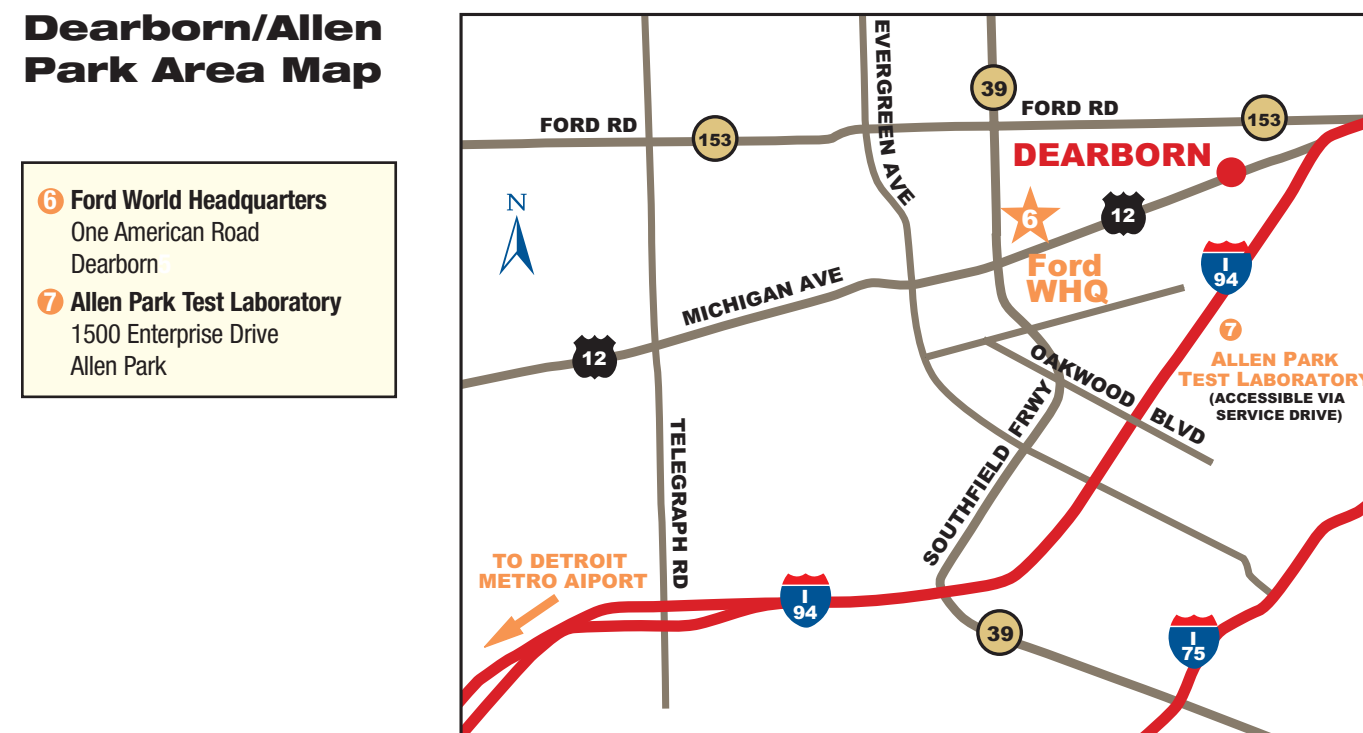 Dearborn/Allen
Park Area Map
6 Ford World Headquarters
One American Road
Dearborn
7 Allen Park Test Laboratory
1500 Enterprise Drive
Allen Park
EVERGREEN AVE
39
FORD RD
153
FORD RD
153
DEARBORN
N
6
12
Ford
WHQ
I
94
MICHIGAN AVE
12
7
ALLEN PARK
TEST LABORATORY
(ACCESSIBLE VIA
SERVICE DRIVE)
OAKWOOD BLVD
SOUTHFIELD FRWY
TELEGRAPH RD
TO DETROIT
METRO AIPORT
I
94
39
I
75